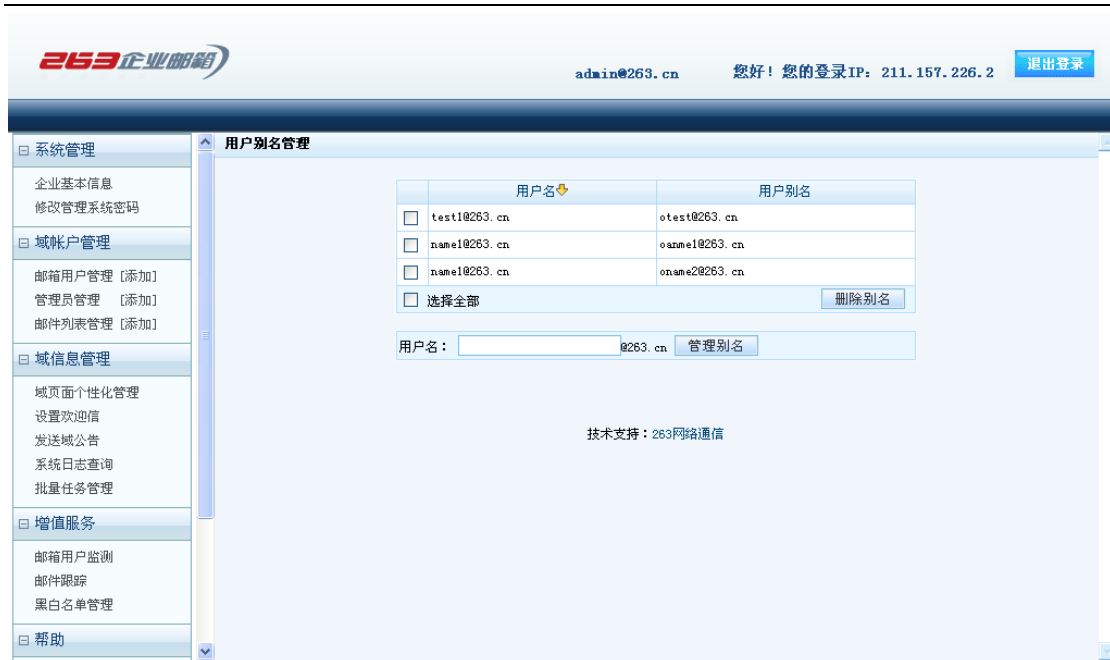 263企业邮箱
admin@263.cn 您好！您的登录IP：211.157.226.2 退出登录
系统管理
企业基本信息
修改管理系统密码
域帐户管理
邮箱用户管理 [添加]
管理员管理 [添加]
邮件列表管理 [添加]
域信息管理
域页面个性化管理
设置欢迎信
发送域公告
系统日志查询
批量任务管理
增值服务
邮箱用户监测
邮件跟踪
黑白名单管理
帮助
用户别名管理
用户名 用户别名
test1@263.cn otest@263.cn
name1@263.cn oanme1@263.cn
name1@263.cn oname2@263.cn
选择全部 删除别名
用户名： @263.cn 管理别名
技术支持：263网络通信